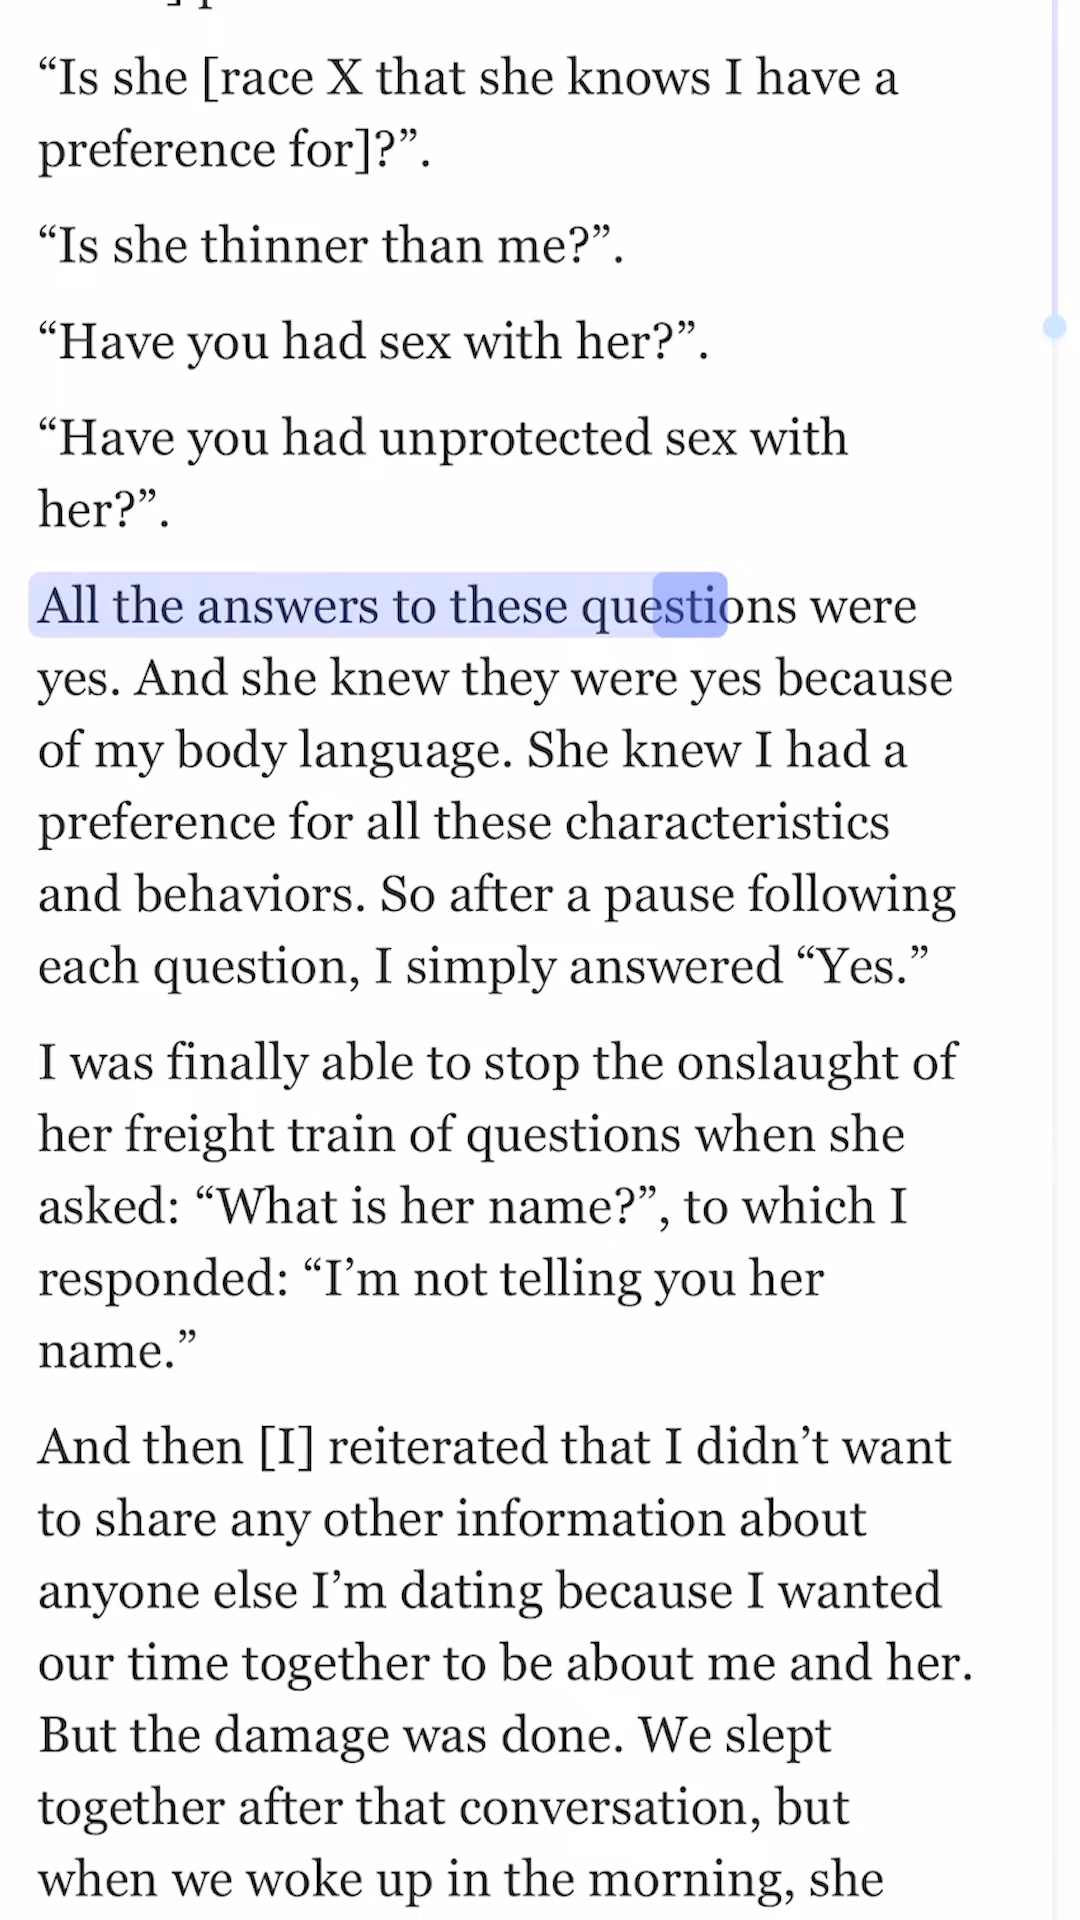 “Is she [race X that she knows I have a
preference for]?”.
“Is she thinner than me?”.
“Have you had sex with her?”.
“Have you had unprotected sex with
her?”.
All the answers to these questions were
yes. And she knew they were yes because
of my body language. She knew I had a
preference for all these characteristics
and behaviors. So after a pause following
each question, I simply answered “Yes.”
I was finally able to stop the onslaught of
her freight train of questions when she
asked: “What is her name?”, to which I
responded: “I’m not telling you her
name.”
And then [I] reiterated that I didn’t want
to share any other information about
anyone else I’m dating because I wanted
our time together to be about me and her.
But the damage was done. We slept
together after that conversation, but
when we woke up in the morning, she